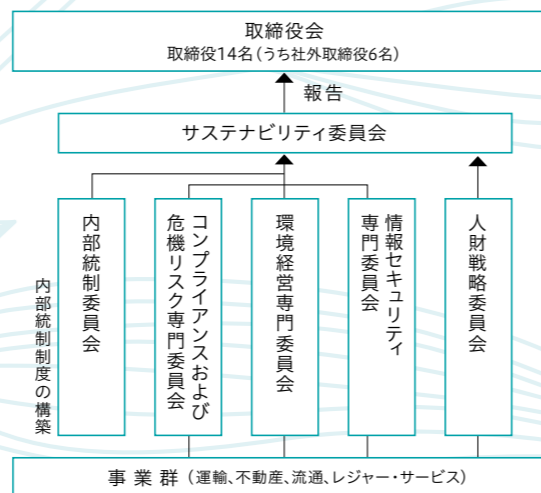 取締役会
取締役14名(うち社外取締役6名)
報告
サステナビリティ委員会
内部統制制度の構築
内部統制委員会
コンプライアンスおよび
危機リスク専門委員会
環境経営専門委員会
情報セキュリティ
専門委員会
人財戦略委員会
事業群(運輸、不動産、流通、レジャー・サービス)